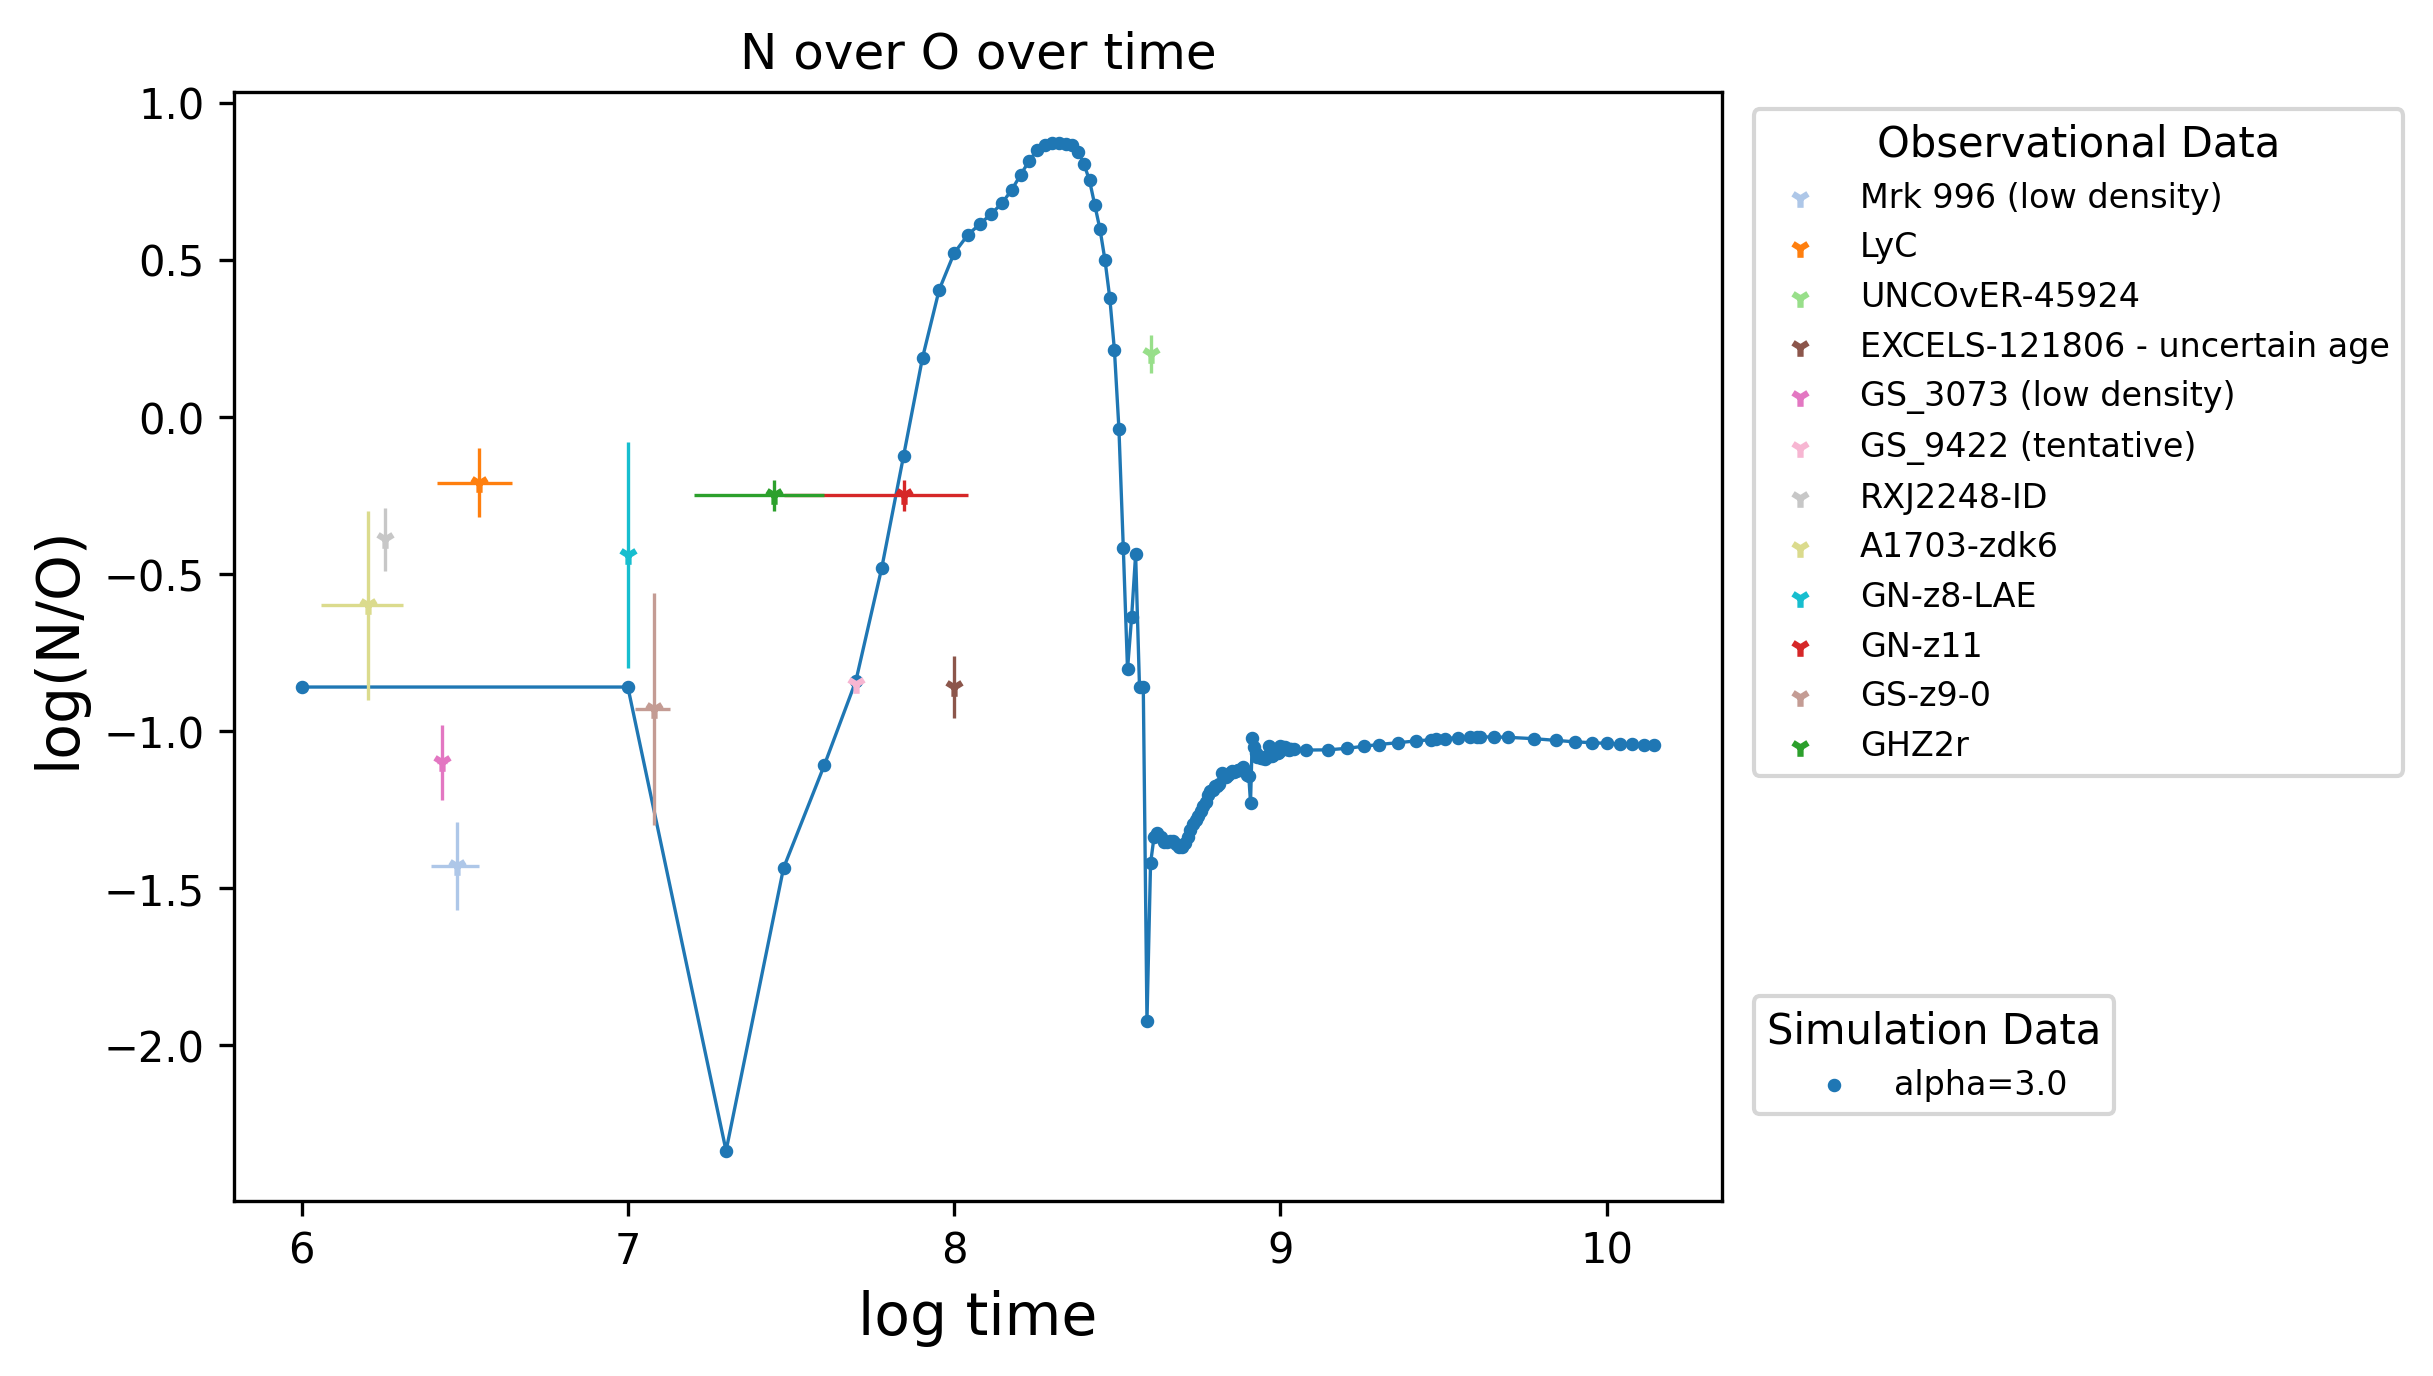 N over O over time
log(N/O)
1.0
0.5
0.0
−0.5
−1.0
−1.5
−2.0
6
7
8
9
10
log time
Observational Data
Mrk 996 (low density)
LyC
UNCOvER-45924
EXCELS-121806 - uncertain age
GS_3073 (low density)
GS_9422 (tentative)
RXJ2248-ID
A1703-zdk6
GN-z8-LAE
GN-z11
GS-z9-0
GHZ2r
Simulation Data
alpha=3.0